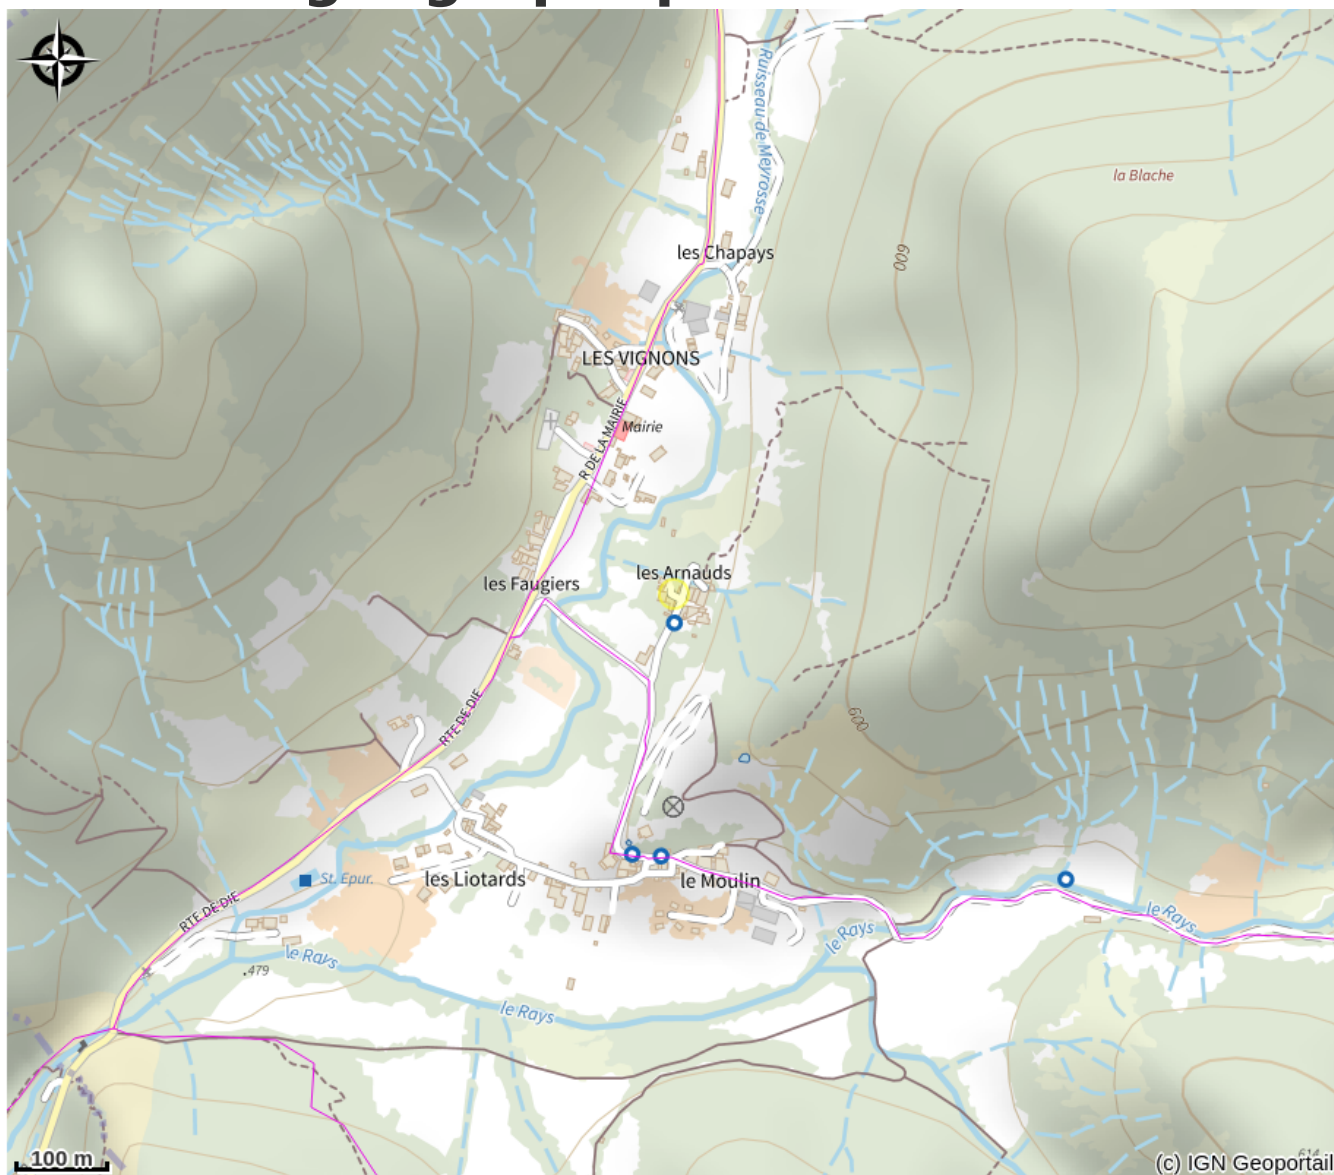 Ruisseau de Meyrosse
la Blache
les Chapays
600
LES VIGNONS
R DE LA MAIRIE
Mairie
les Arnauds
les Faugiers
RTE DE DIE
600
St. Epur.
les Liotards
le Moulin
RTE DE DIE
le Rays
le Rays
le Rays
.479
le Rays
100 m
614
(c) IGN Geoportail